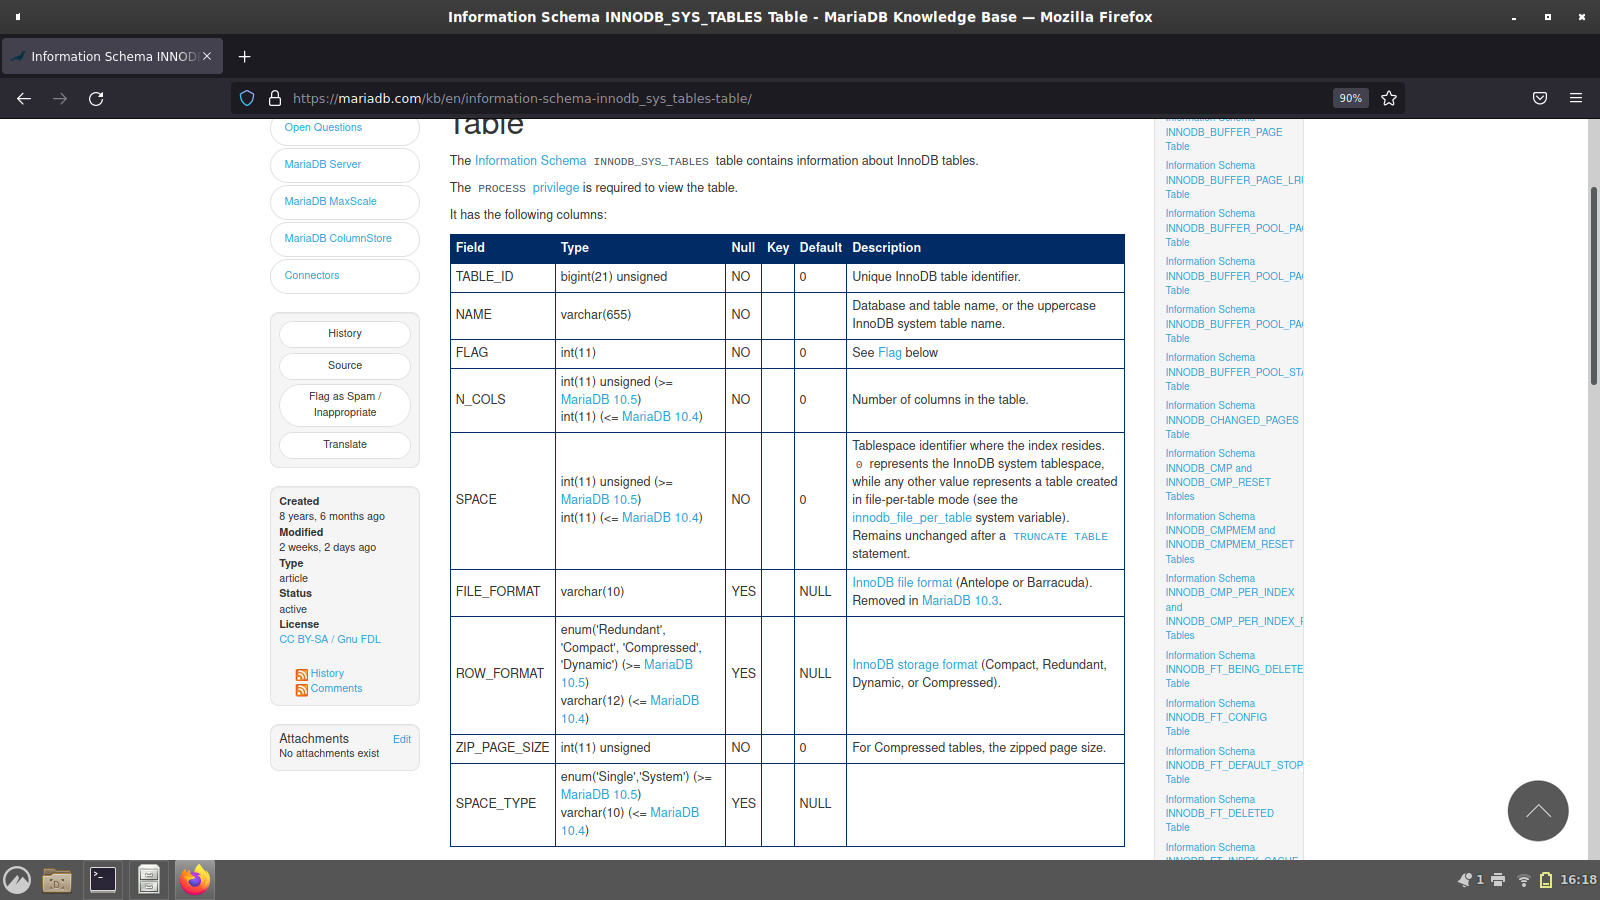 Information Schema INNODB_SYS_TABLES Table - MariaDB Knowledge Base — Mozilla Firefox
Information Schema INNOD
https://mariadb.com/kb/en/information-schema-innodb_sys_tables-table/
90%
Open Questions
MariaDB Server
MariaDB MaxScale
MariaDB ColumnStore
Connectors
History
Source
Flag as Spam /
Inappropriate
Translate
Created
8 years, 6 months ago
Modified
2 weeks, 2 days ago
Type
article
Status
active
License
CC BY-SA / Gnu FDL
History
Comments
Attachments Edit
No attachments exist
Table
The Information Schema INNODB_SYS_TABLES table contains information about InnoDB tables.
The PROCESS privilege is required to view the table.
It has the following columns:
Field Type Null Key Default Description
TABLE_ID bigint(21) unsigned NO 0 Unique InnoDB table identifier.
NAME varchar(655) NO Database and table name, or the uppercase
InnoDB system table name.
FLAG int(11) NO 0 See Flag below
N_COLS int(11) unsigned (>=
MariaDB 10.5)
int(11) (<= MariaDB 10.4) NO 0 Number of columns in the table.
SPACE int(11) unsigned (>=
MariaDB 10.5)
int(11) (<= MariaDB 10.4) NO 0 Tablespace identifier where the index resides.
0 represents the InnoDB system tablespace,
while any other value represents a table created
in file-per-table mode (see the
innodb_file_per_table system variable).
Remains unchanged after a TRUNCATE TABLE
statement.
FILE_FORMAT varchar(10) YES NULL InnoDB file format (Antelope or Barracuda).
Removed in MariaDB 10.3.
ROW_FORMAT enum('Redundant',
'Compact', 'Compressed',
'Dynamic') (>= MariaDB
10.5)
varchar(12) (<= MariaDB
10.4) YES NULL InnoDB storage format (Compact, Redundant,
Dynamic, or Compressed).
ZIP_PAGE_SIZE int(11) unsigned NO 0 For Compressed tables, the zipped page size.
SPACE_TYPE enum('Single','System') (>=
MariaDB 10.5)
varchar(10) (<= MariaDB
10.4) YES NULL
Information Schema
INNODB_BUFFER_PAGE
Table
Information Schema
INNODB_BUFFER_PAGE_LR
Table
Information Schema
INNODB_BUFFER_POOL_PA
Table
Information Schema
INNODB_BUFFER_POOL_PA
Table
Information Schema
INNODB_BUFFER_POOL_PA
Table
Information Schema
INNODB_BUFFER_POOL_STA
Table
Information Schema
INNODB_CHANGED_PAGES
Table
Information Schema
INNODB_CMP and
INNODB_CMP_RESET
Tables
Information Schema
INNODB_CMPMEM and
INNODB_CMPMEM_RESET
Tables
Information Schema
INNODB_CMP_PER_INDEX
and
INNODB_CMP_PER_INDEX_R
Tables
Information Schema
INNODB_FT_BEING_DELETE
Table
Information Schema
INNODB_FT_CONFIG
Table
Information Schema
INNODB_FT_DEFAULT_STOP
Table
Information Schema
INNODB_FT_DELETED
Table
Information Schema
INNODB_FT_INDEX_CACHE
1
16:18